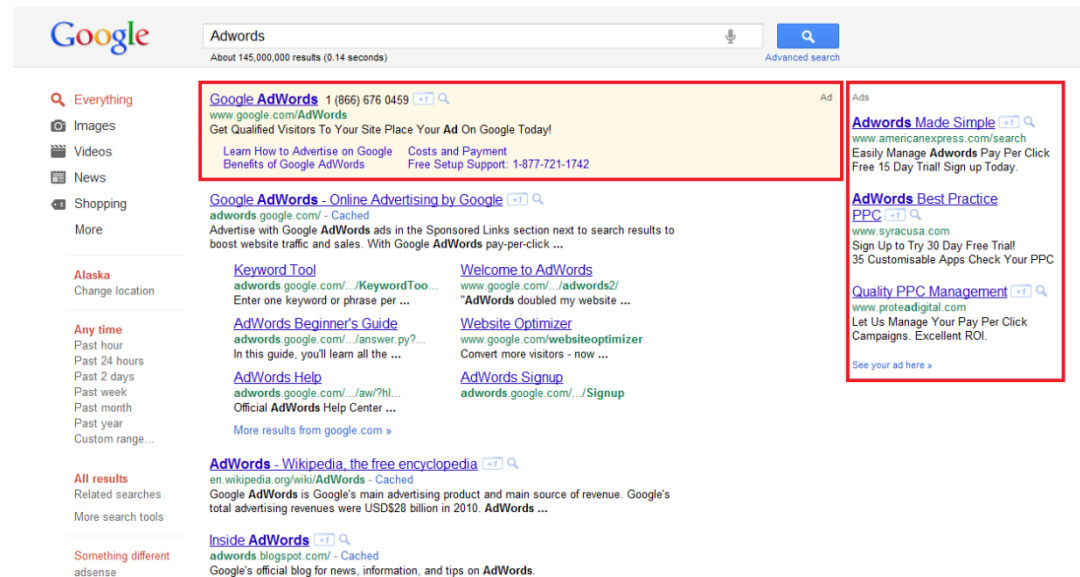 Google
Adwords
About 145,000,000 results (0.14 seconds)
Advanced search
Everything
Images
Videos
News
Shopping
More
Alaska
Change location
Any time
Past hour
Past 24 hours
Past 2 days
Past week
Past month
Past year
Custom range...
All results
Related searches
More search tools
Something different
adsense
Google AdWords 1 (866) 676 0459 +1
Ad
www.google.com/AdWords
Get Qualified Visitors To Your Site Place Your Ad On Google Today!
Learn How to Advertise on Google Costs and Payment
Benefits of Google AdWords Free Setup Support: 1-877-721-1742
Google AdWords - Online Advertising by Google +1
adwords.google.com/ - Cached
Advertise with Google AdWords ads in the Sponsored Links section next to search results to
boost website traffic and sales. With Google AdWords pay-per-click ...
Keyword Tool
adwords.google.com/.../KeywordToo...
Enter one keyword or phrase per ...
Welcome to AdWords
www.google.com/.../adwords2/
"AdWords doubled my website ...
AdWords Beginner's Guide
adwords.google.com/.../answer.py?...
In this guide, you'll learn all the ...
Website Optimizer
www.google.com/websiteoptimizer
Convert more visitors - now ...
AdWords Help
adwords.google.com/.../aw/?hl...
Official AdWords Help Center ...
AdWords Signup
adwords.google.com/.../Signup
More results from google.com »
AdWords - Wikipedia, the free encyclopedia +1
en.wikipedia.org/wiki/AdWords - Cached
Google AdWords is Google's main advertising product and main source of revenue. Google's
total advertising revenues were USD$28 billion in 2010. AdWords ...
Inside AdWords +1
adwords.blogspot.com/ - Cached
Google's official blog for news, information, and tips on AdWords.
Ads
Adwords Made Simple +1
www.americanexpress.com/search
Easily Manage Adwords Pay Per Click
Free 15 Day Trial! Sign up Today.
AdWords Best Practice
PPC +1
www.syracusa.com
Sign Up to Try 30 Day Free Trial!
35 Customisable Apps Check Your PPC
Quality PPC Management +1
www.proteadigital.com
Let Us Manage Your Pay Per Click
Campaigns. Excellent ROI.
See your ad here »